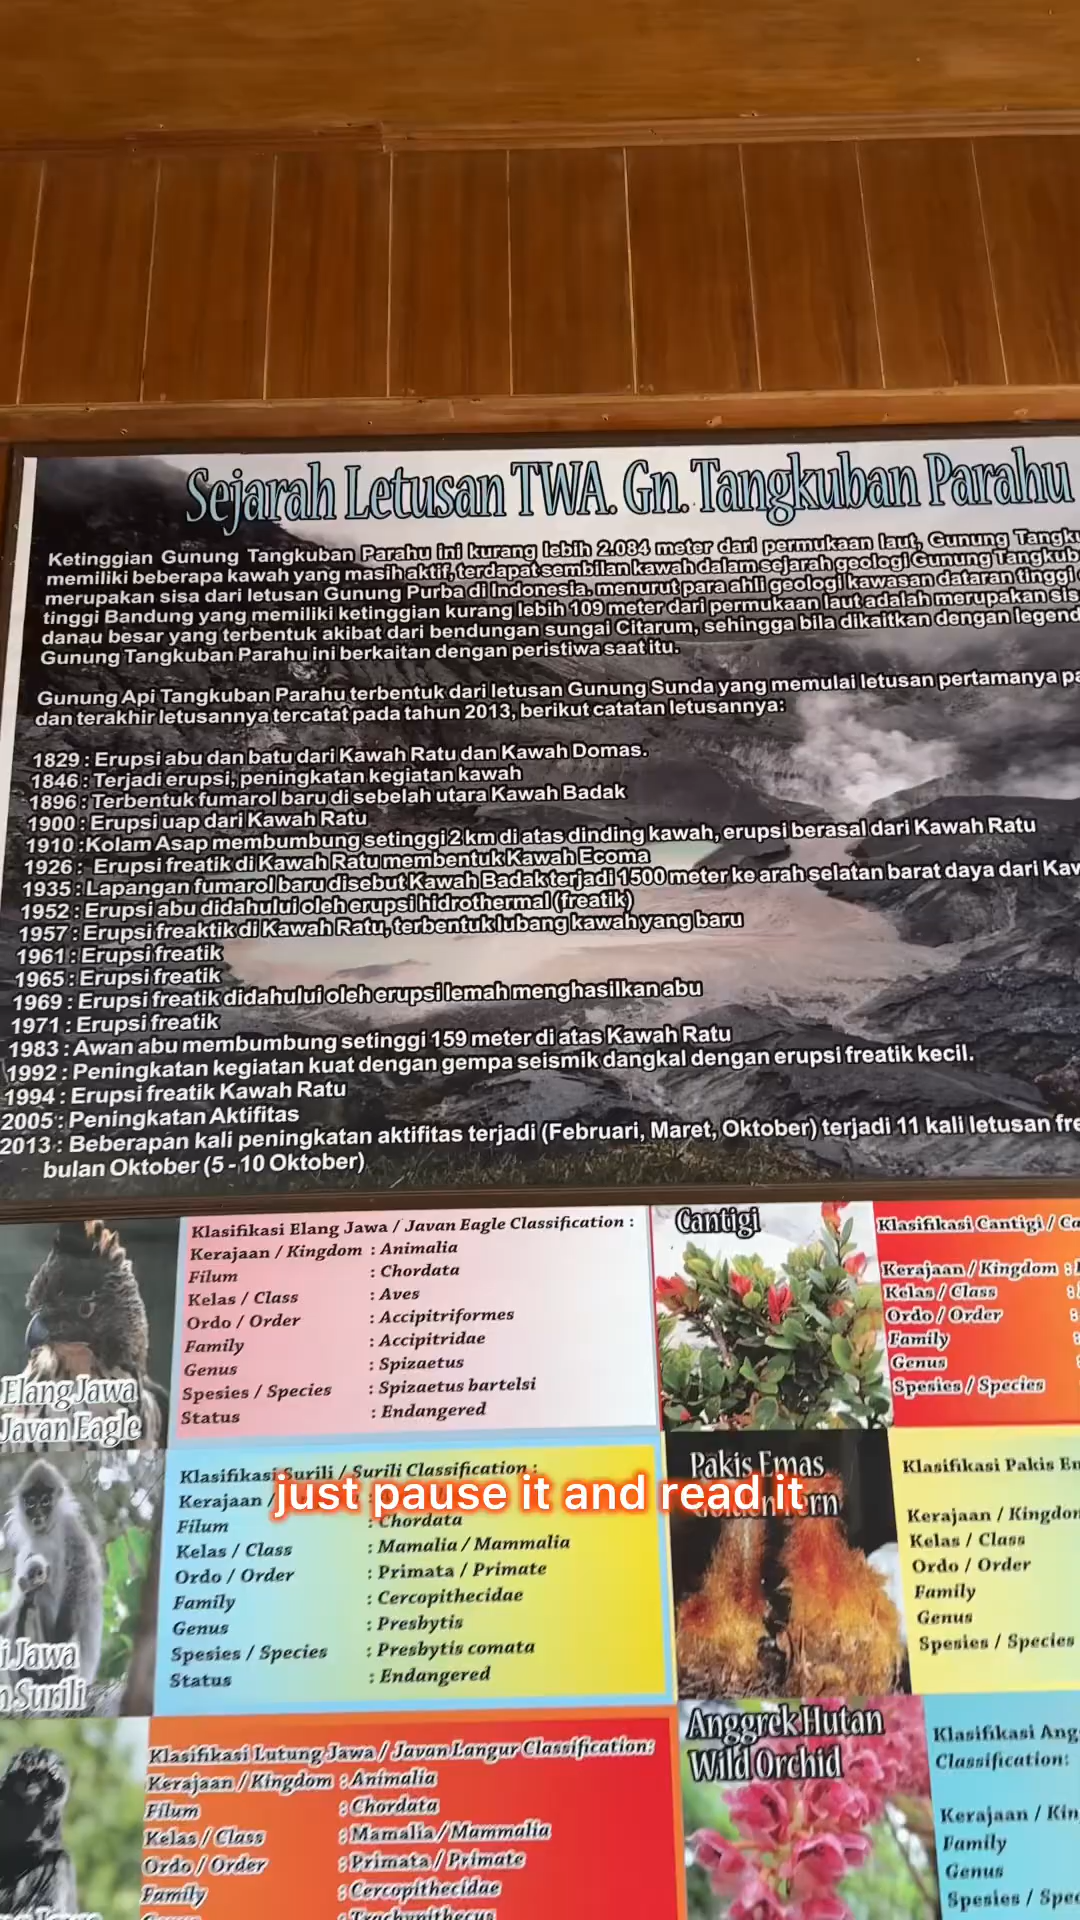 Sejarah Letusan TWA. Gn. Tangkuban Parahu
Ketinggian Gunung Tangkuban Parahu ini kurang lebih 2.084 meter dari permukaan laut, Gunung
memiliki beberapa kawah yang masih aktif, terdapat sembilan kawah dalam sejarah geologi Gunung
merupakan sisa dari letusan Gunung Purba di Indonesia. menurut para ahli geologi kawasan dataran tinggi
tinggi Bandung yang memiliki ketinggian kurang lebih 109 meter dari permukaan laut adalah merupakan
danau besar yang terbentuk akibat dari bendungan sungai Citarum, sehingga bila dikaitkan dengan
Gunung Tangkuban Parahu ini berkaitan dengan peristiwa saat itu.
Gunung Api Tangkuban Parahu terbentuk dari letusan Gunung Sunda yang memulai letusan pertamanya
dan terakhir letusannya tercatat pada tahun 2013, berikut catatan letusannya:
1829 : Erupsi abu dan batu dari Kawah Ratu dan Kawah Domas.
1846 : Terjadi erupsi, peningkatan kegiatan kawah
1896 : Terbentuk fumarol baru di sebelah utara Kawah Badak
1900 : Erupsi uap dari Kawah Ratu
1910 :Kolam Asap membumbung setinggi 2 km di atas dinding kawah, erupsi berasal dari Kawah Ratu
1926 : Erupsi freatik di Kawah Ratu membentuk Kawah Ecoma
1935 : Lapangan fumarol baru disebut Kawah Badak terjadi 1500 meter ke arah selatan barat daya dari
1952 : Erupsi abu didahului oleh erupsi hidrothermal (freatik)
1957 : Erupsi freaktik di Kawah Ratu, terbentuk lubang kawah yang baru
1961 : Erupsi freatik
1965 : Erupsi freatik
1969 : Erupsi freatik didahului oleh erupsi lemah menghasilkan abu
1971 : Erupsi freatik
1983 : Awan abu membumbung setinggi 159 meter di atas Kawah Ratu
1992 : Peningkatan kegiatan kuat dengan gempa seismik dangkal dengan erupsi freatik kecil.
1994 : Erupsi freatik Kawah Ratu
2005 : Peningkatan Aktifitas
2013 : Beberapan kali peningkatan aktifitas terjadi (Februari, Maret, Oktober) terjadi 11 kali letusan
bulan Oktober (5 - 10 Oktober)
Elang Jawa
Javan Eagle
Klasifikasi Elang Jawa / Javan Eagle Classification :
Kerajaan / Kingdom : Animalia
Filum : Chordata
Kelas / Class : Aves
Ordo / Order : Accipitriformes
Family : Accipitridae
Genus : Spizaetus
Spesies / Species : Spizaetus bartelsi
Status : Endangered
Cantigi
Klasifikasi Cantigi /
Kerajaan / Kingdom :
Kelas / Class :
Ordo / Order :
Family
Genus
Spesies / Species
Jawa
Surili
Klasifikasi Surili / Surili Classification :
Kerajaan /
Filum : Chordata
Kelas / Class : Mamalia / Mammalia
Ordo / Order : Primata / Primate
Family : Cercopithecidae
Genus : Presbytis
Spesies / Species : Presbytis comata
Status : Endangered
just pause it and read it
Pakis Emas
Klasifikasi Pakis
Kerajaan /
Kelas / Class
Ordo / Order
Family
Genus
Spesies / Species
Klasifikasi Lutung Jawa / Javan Langur Classification:
Kerajaan / Kingdom : Animalia
Filum : Chordata
Kelas / Class : Mamalia / Mammalia
Ordo / Order : Primata / Primate
Family : Cercopithecidae
Anggrek Hutan
Wild Orchid
Klasifikasi
Classification:
Kerajaan /
Family
Genus
Spesies /